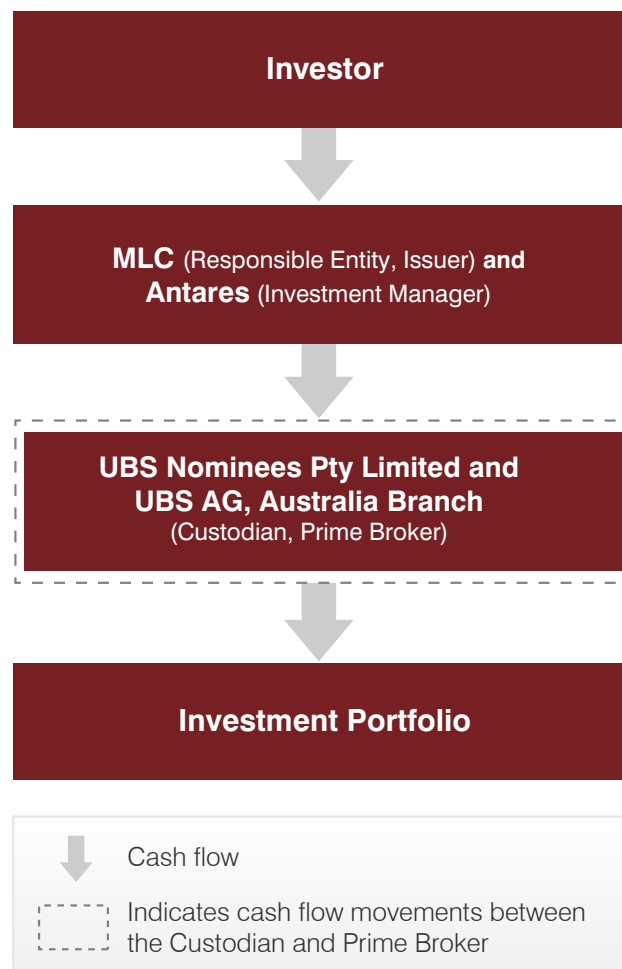 Investor
MLC (Responsible Entity, Issuer) and
Antares (Investment Manager)
UBS Nominees Pty Limited and
UBS AG, Australia Branch
(Custodian, Prime Broker)
Investment Portfolio
Cash flow
Indicates cash flow movements between
the Custodian and Prime Broker